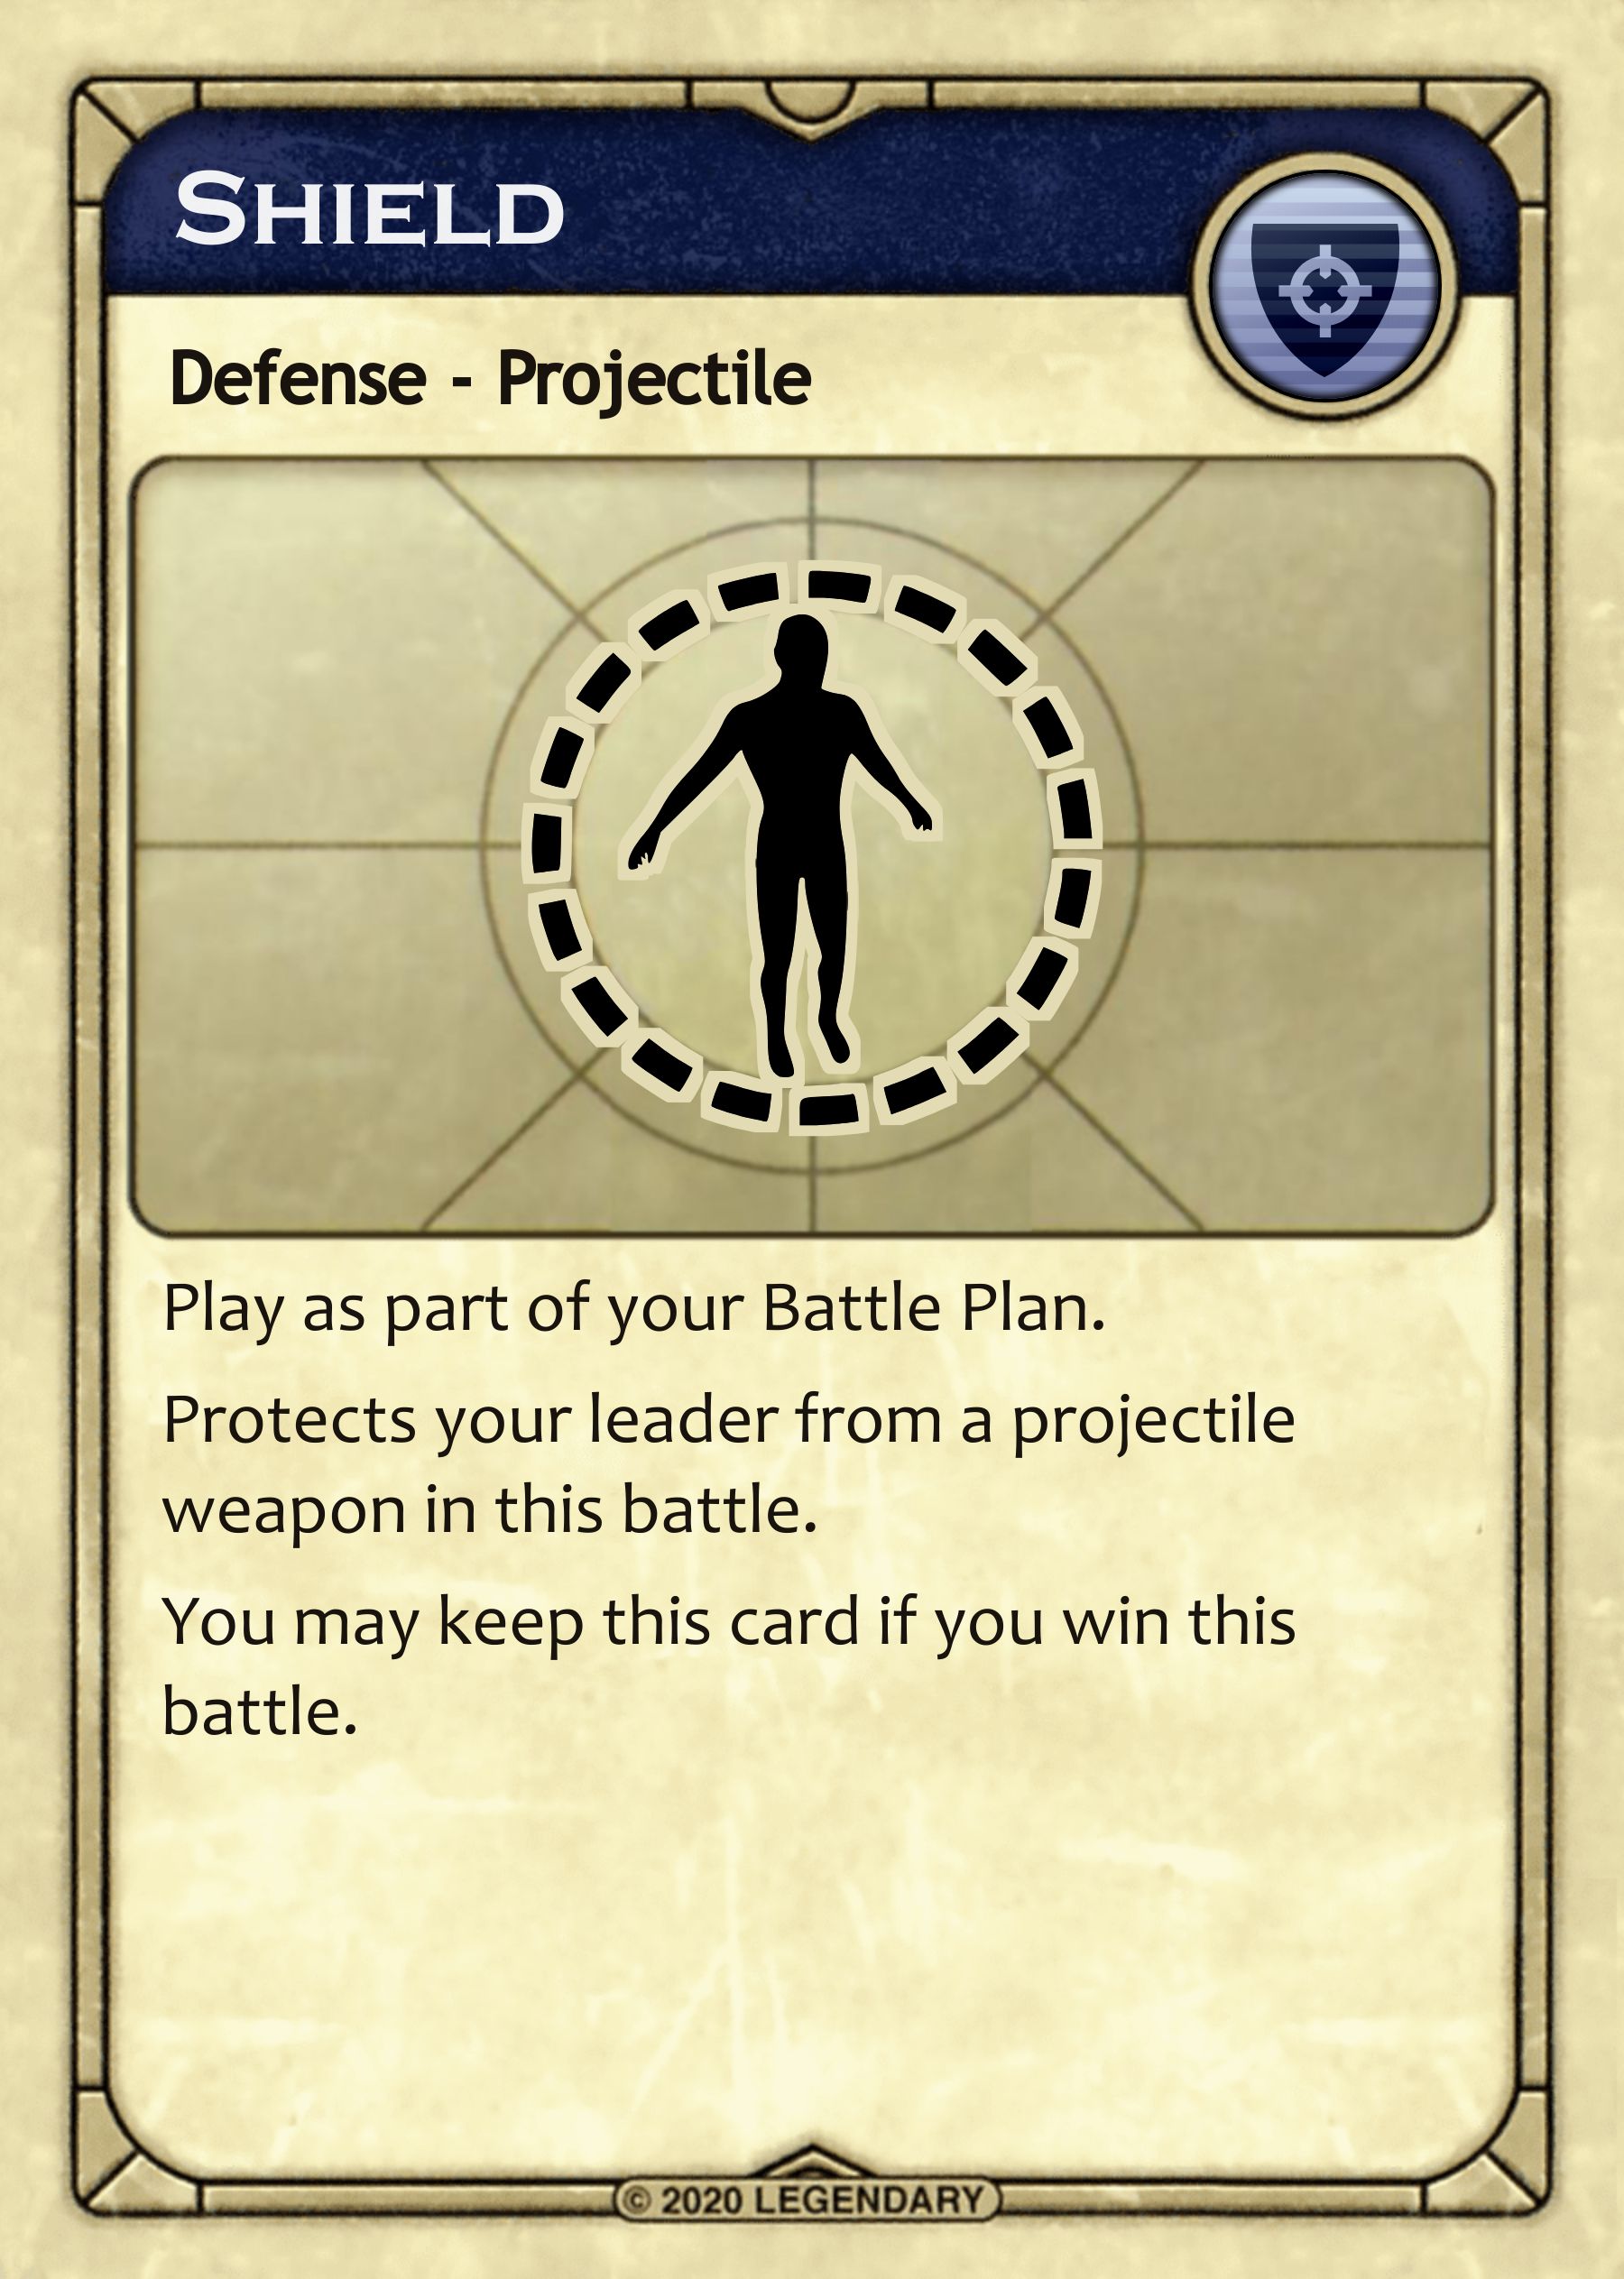 SHIELD
Defense - Projectile
Play as part of your Battle Plan.
Protects your leader from a projectile
weapon in this battle.
You may keep this card if you win this
battle.
© 2020 LEGENDARY